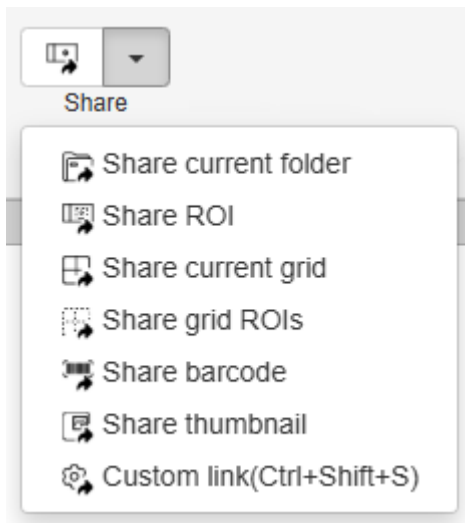 Share
Share current folder
Share ROI
Share current grid
Share grid ROIs
Share barcode
Share thumbnail
Custom link(Ctrl+Shift+S)